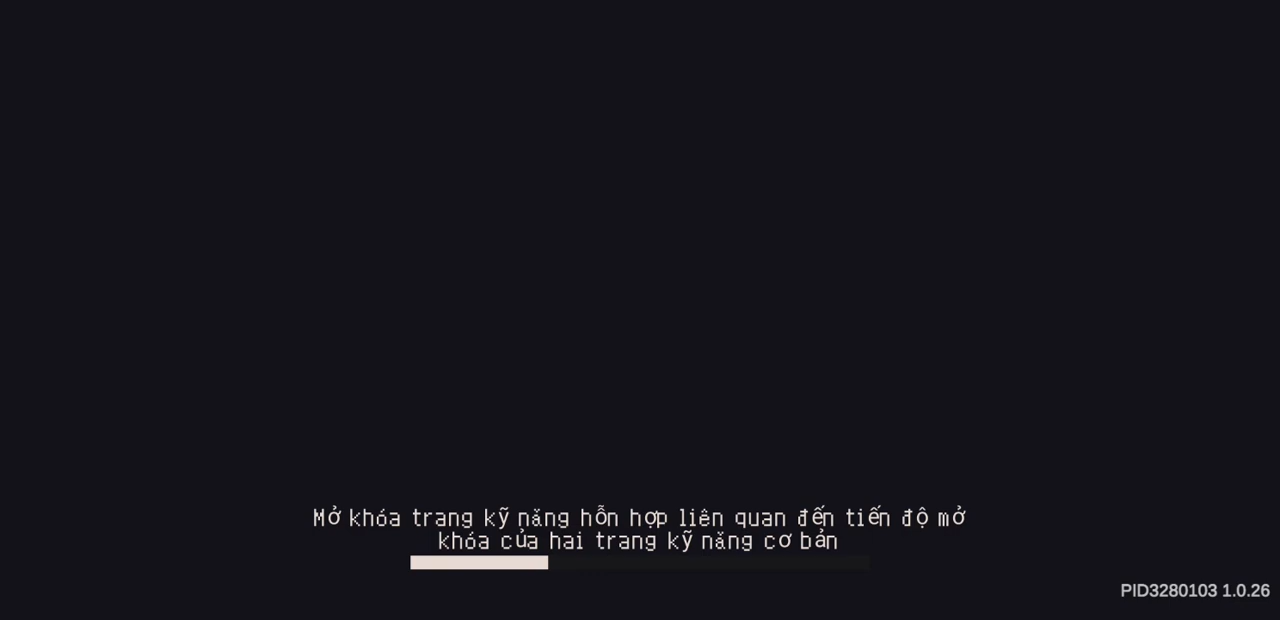 Mở khóa trang kỹ năng hỗn hợp liên quan đến tiến độ mở
khóa của hai trang kỹ năng cơ bản
PID3280103 1.0.26